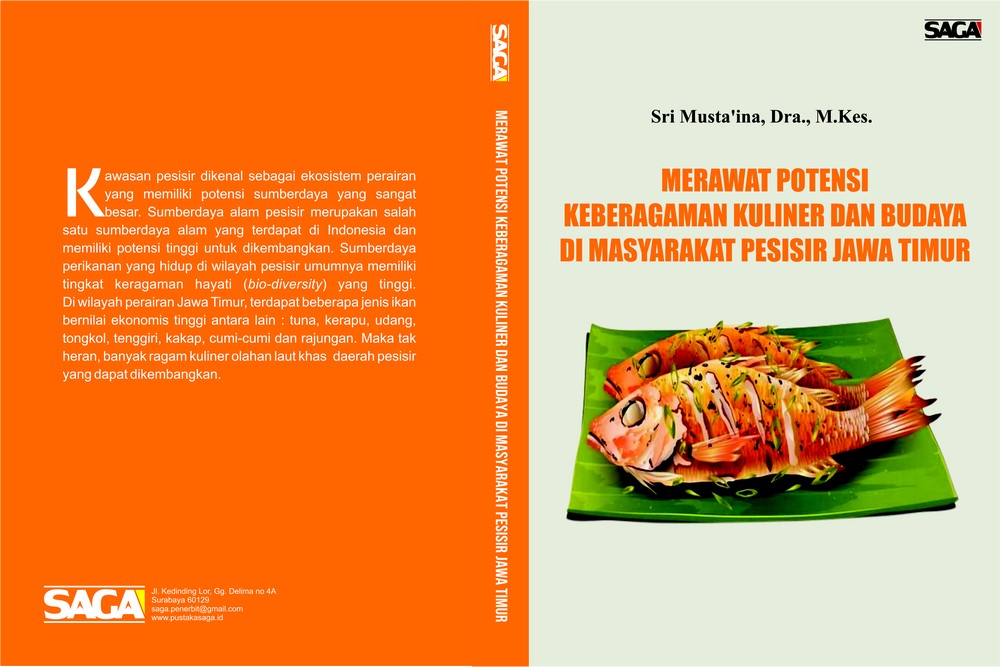 Kawasan pesisir dikenal sebagai ekosistem perairan
yang memiliki potensi sumberdaya yang sangat
besar. Sumberdaya alam pesisir merupakan salah
satu sumberdaya alam yang terdapat di Indonesia dan
memiliki potensi tinggi untuk dikembangkan. Sumberdaya
perikanan yang hidup di wilayah pesisir umumnya memiliki
tingkat keragaman hayati (bio-diversity) yang tinggi.
Di wilayah perairan Jawa Timur, terdapat beberapa jenis ikan
bernilai ekonomis tinggi antara lain : tuna, kerapu, udang,
tongkol, tenggiri, kakap, cumi-cumi dan rajungan. Maka tak
heran, banyak ragam kuliner olahan laut khas daerah pesisir
yang dapat dikembangkan.
SAGA
Jl. Kedinding Lor, Gg. Delima no 4A
Surabaya 60129
saga.penerbit@gmail.com
www.pustakasaga.id
SAGA
MERAWAT POTENSI KEBERAGAMAN KULINER DAN BUDAYA DI MASYARAKAT PESISIR JAWA TIMUR
SAGA
Sri Musta'ina, Dra., M.Kes.
MERAWAT POTENSI
KEBERAGAMAN KULINER DAN BUDAYA
DI MASYARAKAT PESISIR JAWA TIMUR